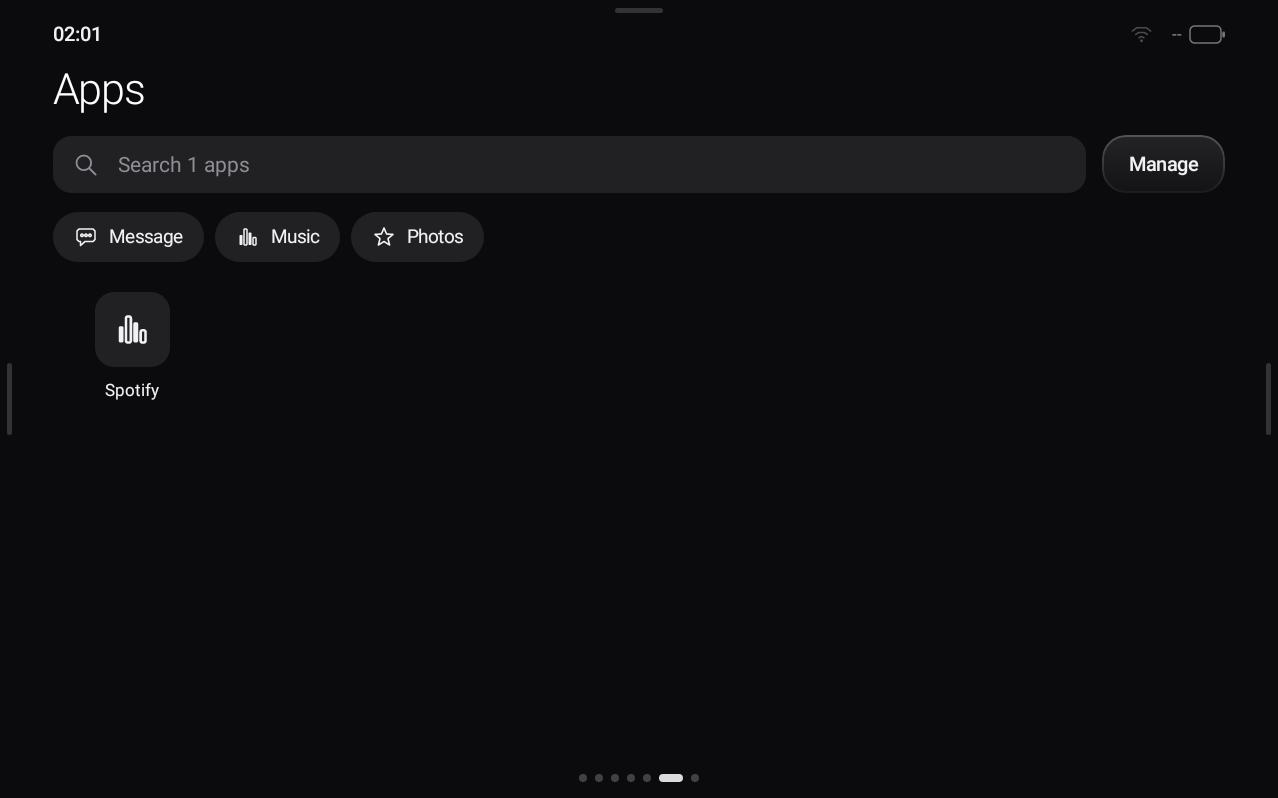 02:01
--
Apps
Search 1 apps
Manage
Message
Music
Photos
Spotify